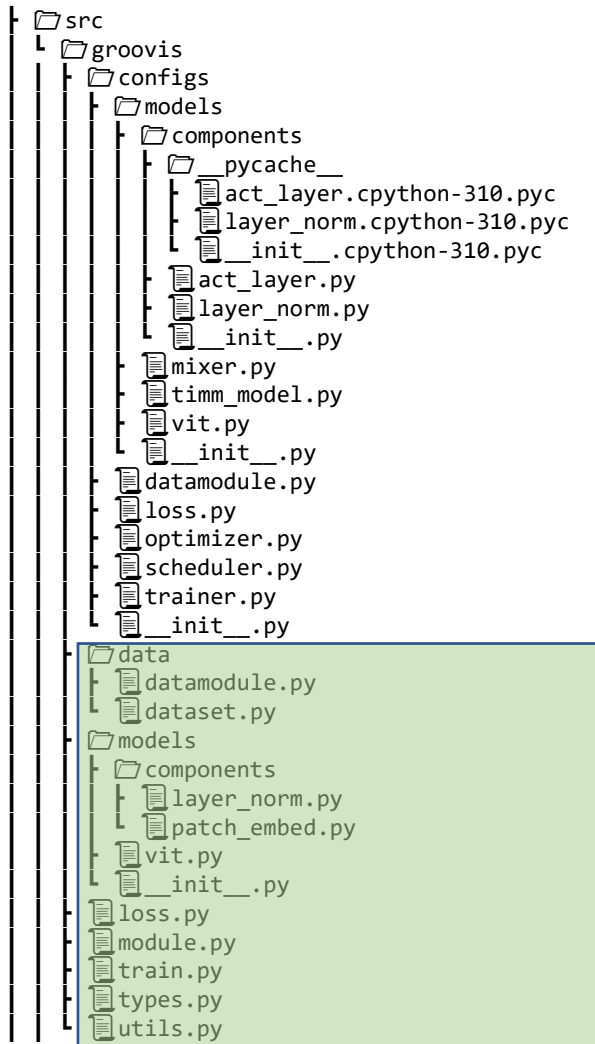 src
groovis
configs
models
components
__pycache__
act_layer.cpython-310.pyc
layer_norm.cpython-310.pyc
__init__.cpython-310.pyc
act_layer.py
layer_norm.py
__init__.py
mixer.py
timm_model.py
vit.py
__init__.py
datamodule.py
loss.py
optimizer.py
scheduler.py
trainer.py
__init__.py
data
datamodule.py
dataset.py
models
components
layer_norm.py
patch_embed.py
vit.py
__init__.py
loss.py
module.py
train.py
types.py
utils.py